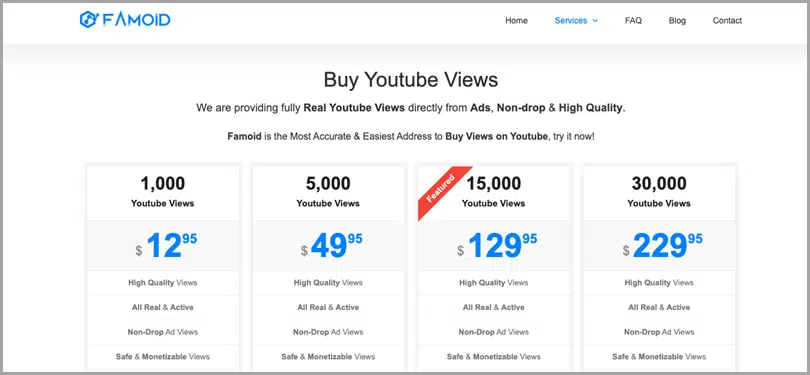 FAMOID
Home Services FAQ Blog Contact
Buy Youtube Views
We are providing fully Real Youtube Views directly from Ads, Non-drop & High Quality.
Famoid is the Most Accurate & Easiest Address to Buy Views on Youtube, try it now!
1,000
Youtube Views
$ 12 95
High Quality Views
All Real & Active
Non-Drop Ad Views
Safe & Monetizable Views
5,000
Youtube Views
$ 49 95
High Quality Views
All Real & Active
Non-Drop Ad Views
Safe & Monetizable Views
Featured
15,000
Youtube Views
$ 129 95
High Quality Views
All Real & Active
Non-Drop Ad Views
Safe & Monetizable Views
30,000
Youtube Views
$ 229 95
High Quality Views
All Real & Active
Non-Drop Ad Views
Safe & Monetizable Views